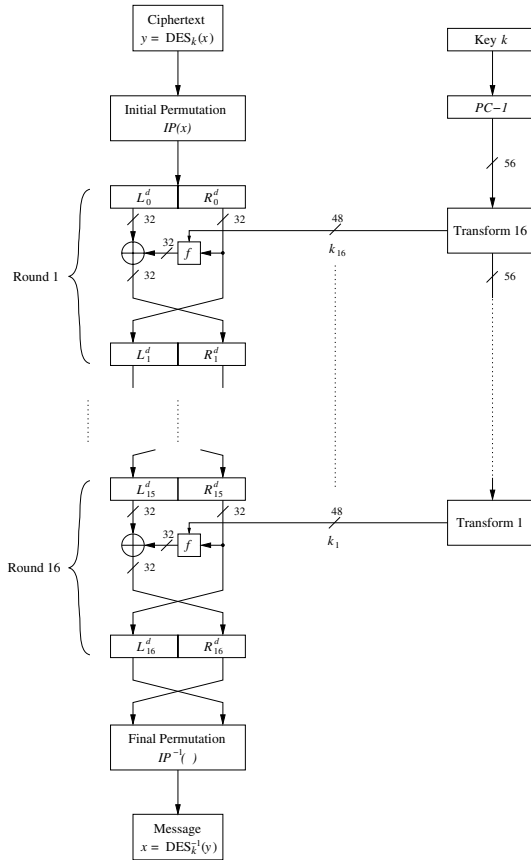 Ciphertext
y = DES_k(x)
Key k
Initial Permutation
IP(x)
PC−1
56
L_0^d
R_0^d
32
32
48
Transform 16
32
f
k_16
32
56
Round 1
L_1^d
R_1^d
L_15^d
R_15^d
32
32
48
Transform 1
32
f
k_1
32
Round 16
L_16^d
R_16^d
Final Permutation
IP^−1( )
Message
x = DES_k^−1(y)